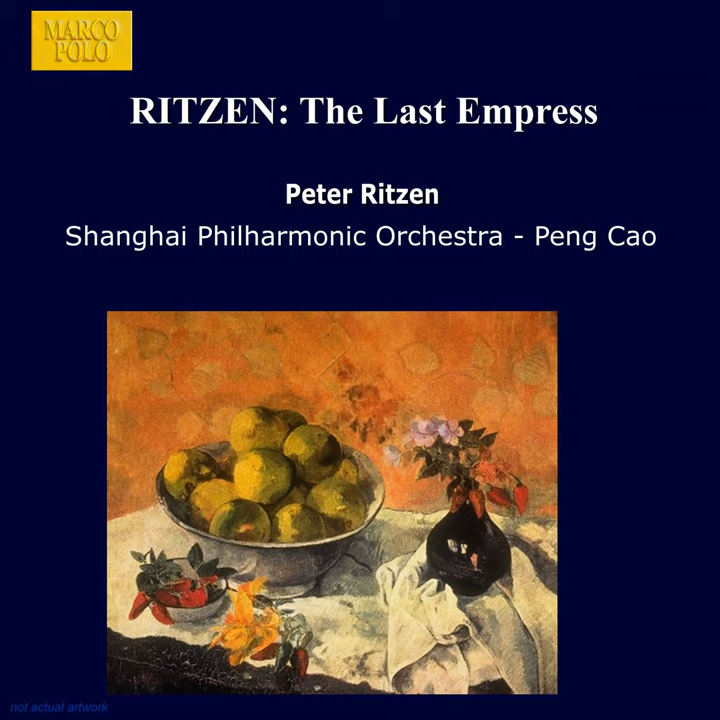 MARCO
POLO
RITZEN: The Last Empress
Peter Ritzen
Shanghai Philharmonic Orchestra - Peng Cao
not actual artwork